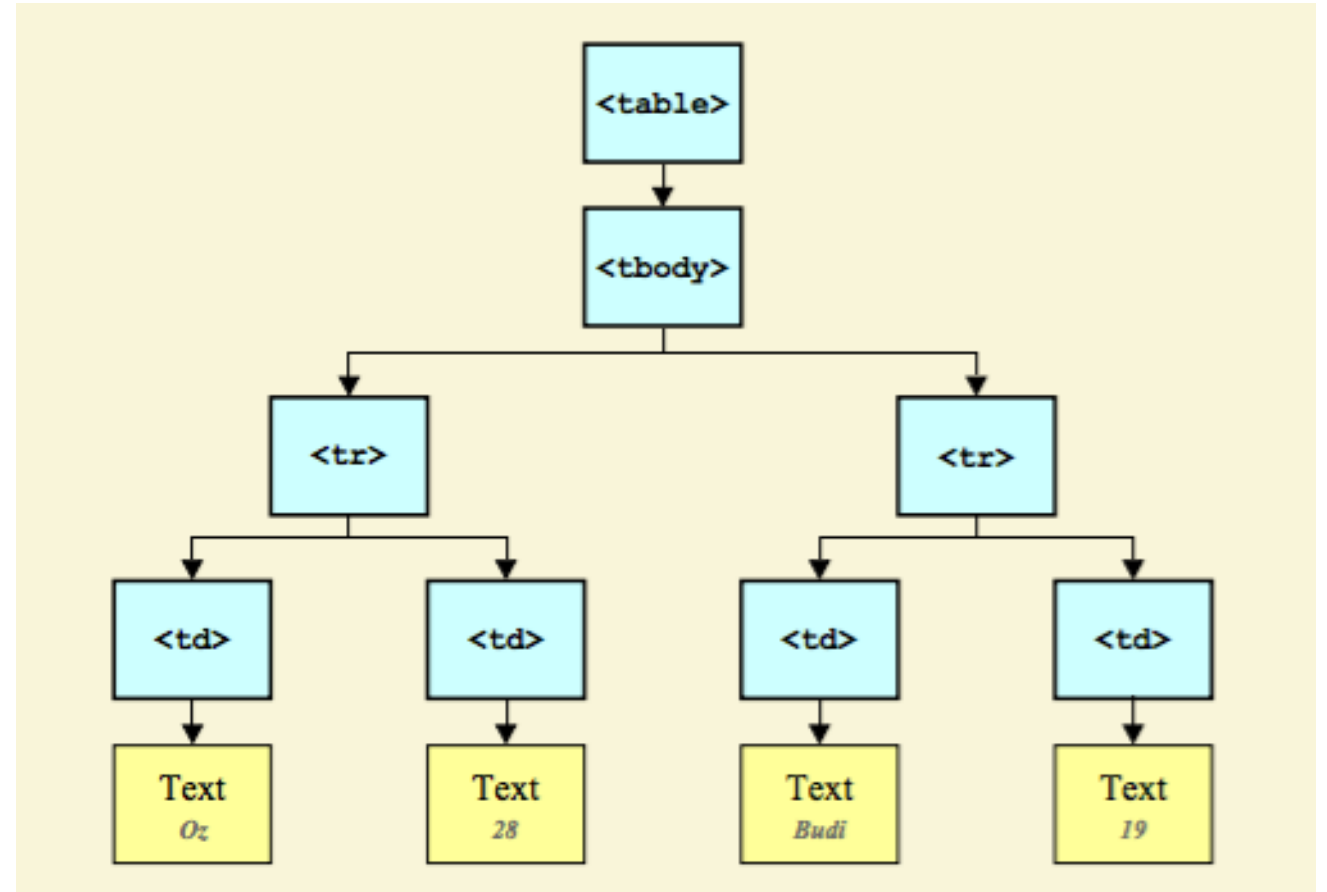 <table>
<tbody>
<tr> <tr>
<td> <td> <td> <td>
Text Text Text Text
Oz 28 Budi 19